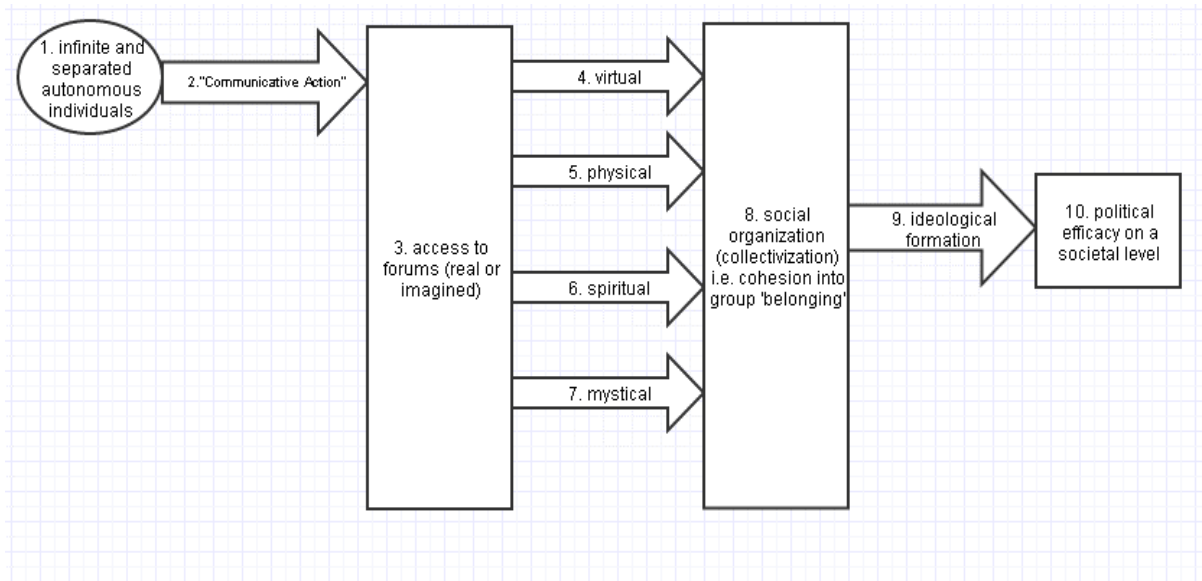 1. infinite and
separated
autonomous
individuals
2."Communicative Action"
3. access to
forums (real or
imagined)
4. virtual
5. physical
6. spiritual
7. mystical
8. social
organization
(collectivization)
i.e. cohesion into
group 'belonging'
9. ideological
formation
10. political
efficacy on a
societal level